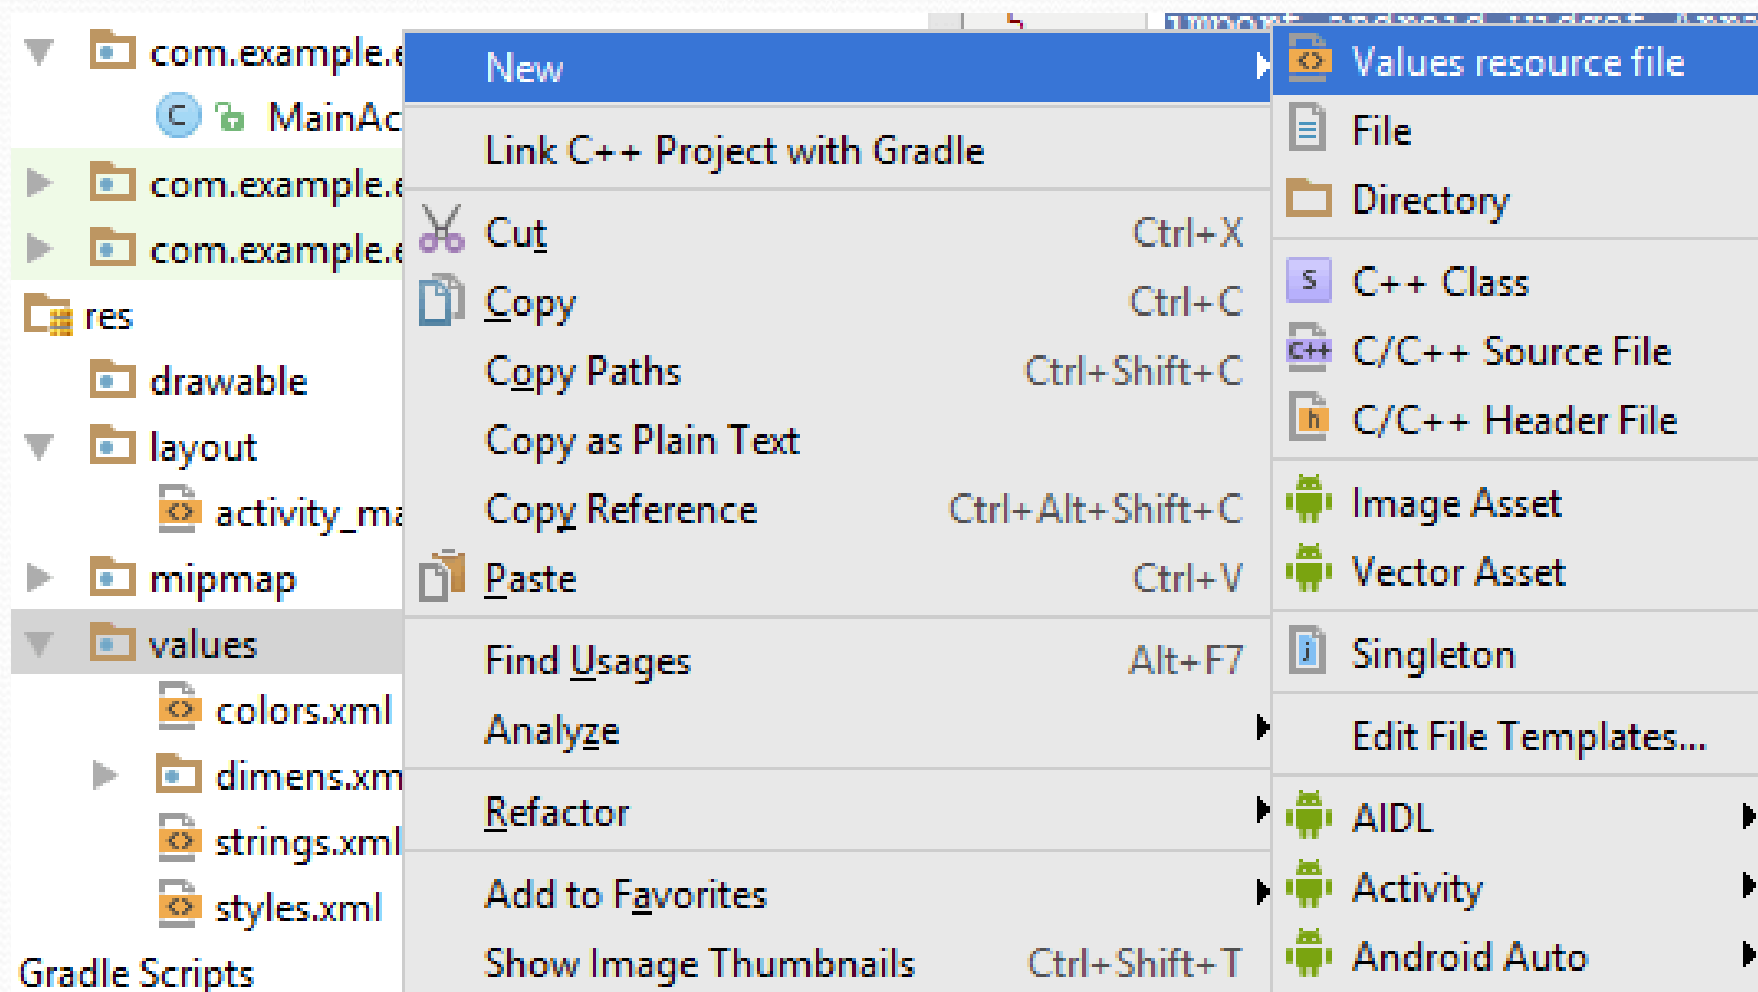 com.example.e
MainAc
com.example.e
com.example.e
res
drawable
layout
activity_ma
mipmap
values
colors.xml
dimens.xm
strings.xml
styles.xml
Gradle Scripts
New
Link C++ Project with Gradle
Cut Ctrl+X
Copy Ctrl+C
Copy Paths Ctrl+Shift+C
Copy as Plain Text
Copy Reference Ctrl+Alt+Shift+C
Paste Ctrl+V
Find Usages Alt+F7
Analyze
Refactor
Add to Favorites
Show Image Thumbnails Ctrl+Shift+T
Values resource file
File
Directory
C++ Class
C/C++ Source File
C/C++ Header File
Image Asset
Vector Asset
Singleton
Edit File Templates...
AIDL
Activity
Android Auto